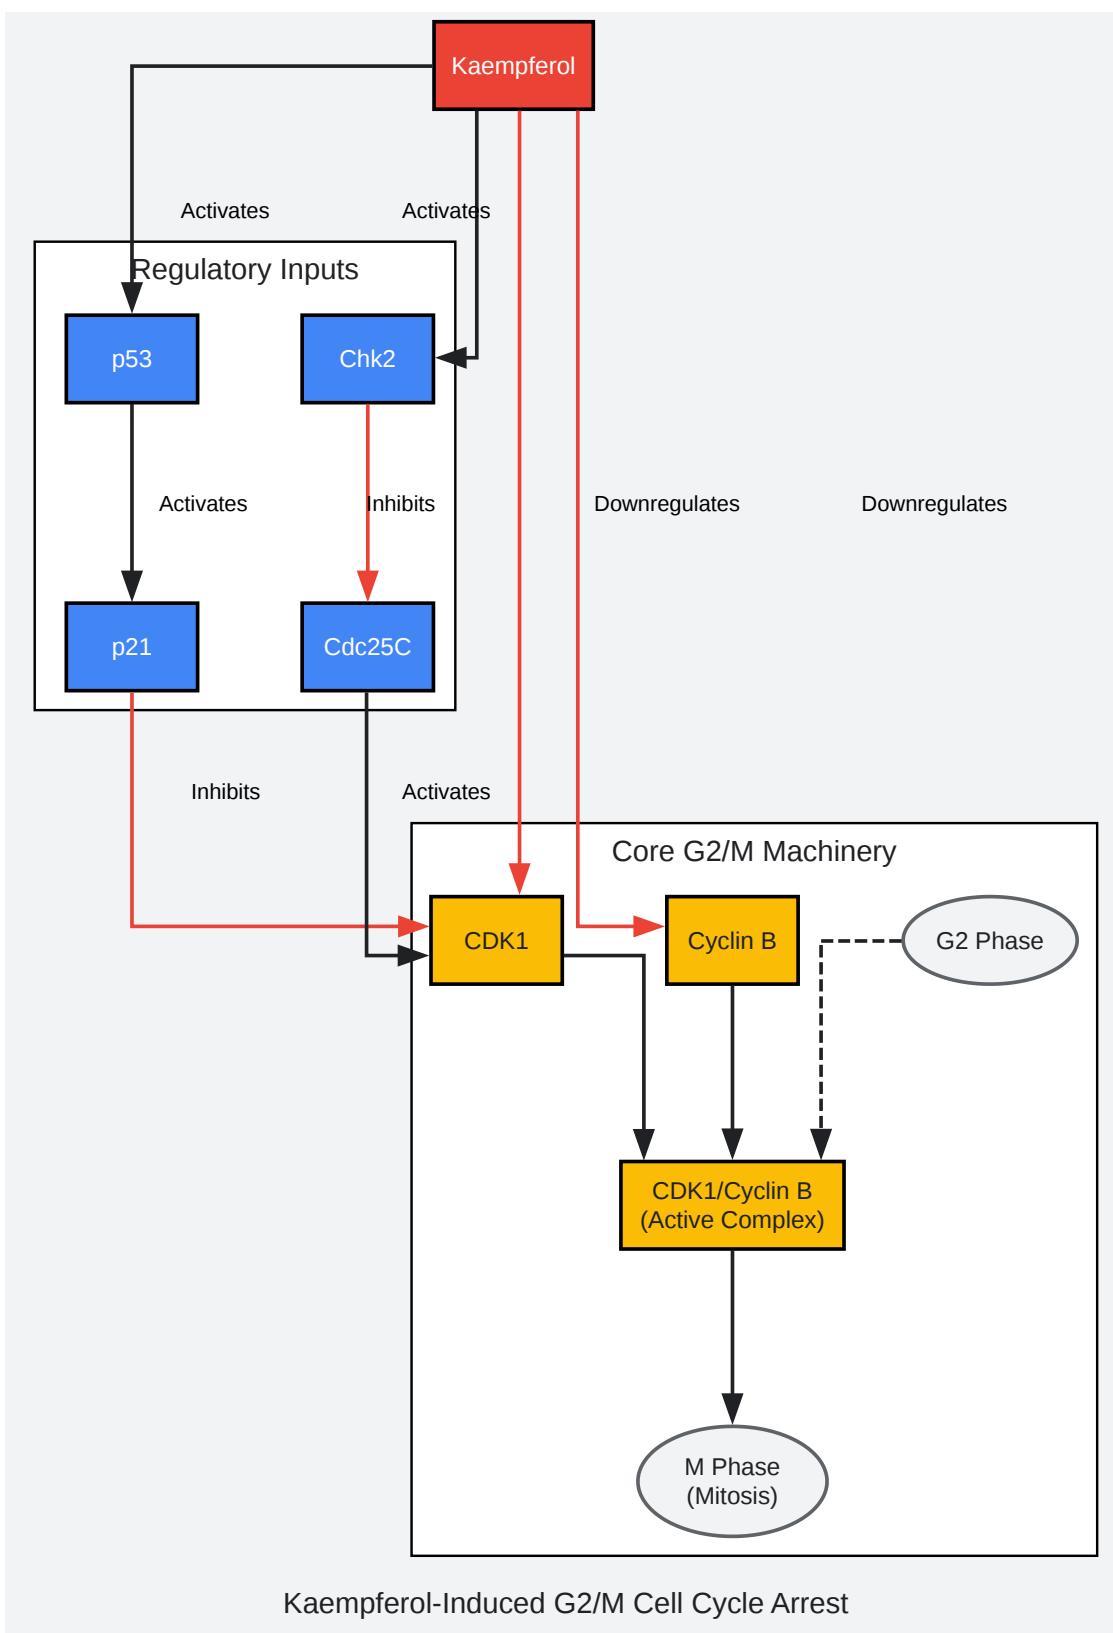 Kaempferol
Activates
Activates
Regulatory Inputs
p53
Chk2
Activates
Inhibits
Downregulates
Downregulates
p21
Cdc25C
Inhibits
Activates
Core G2/M Machinery
CDK1
Cyclin B
G2 Phase
CDK1/Cyclin B
(Active Complex)
M Phase
(Mitosis)
Kaempferol-Induced G2/M Cell Cycle Arrest